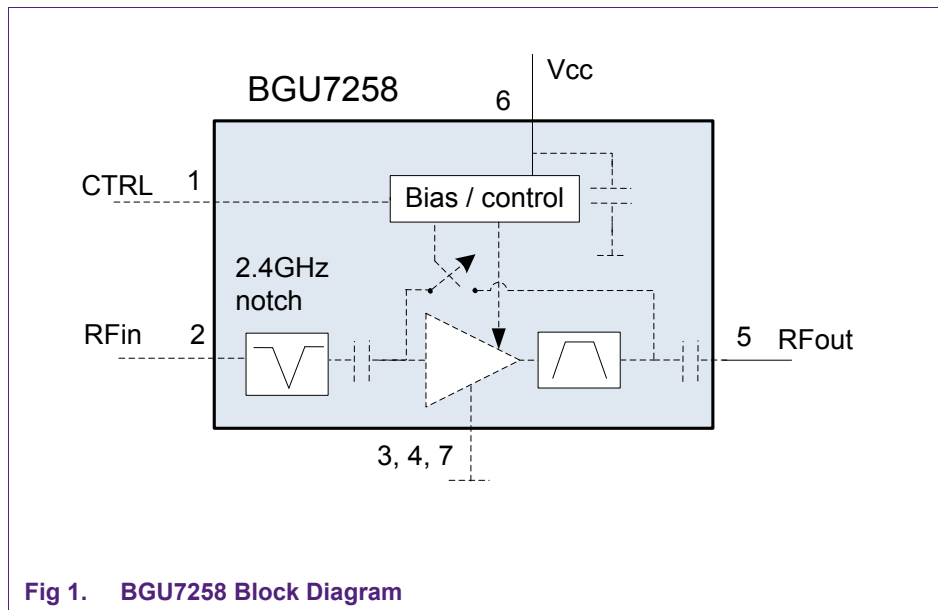 Vcc
BGU7258
6
CTRL
1
Bias / control
2.4GHz
notch
RFin
2
5
RFout
3, 4, 7
Fig 1. BGU7258 Block Diagram